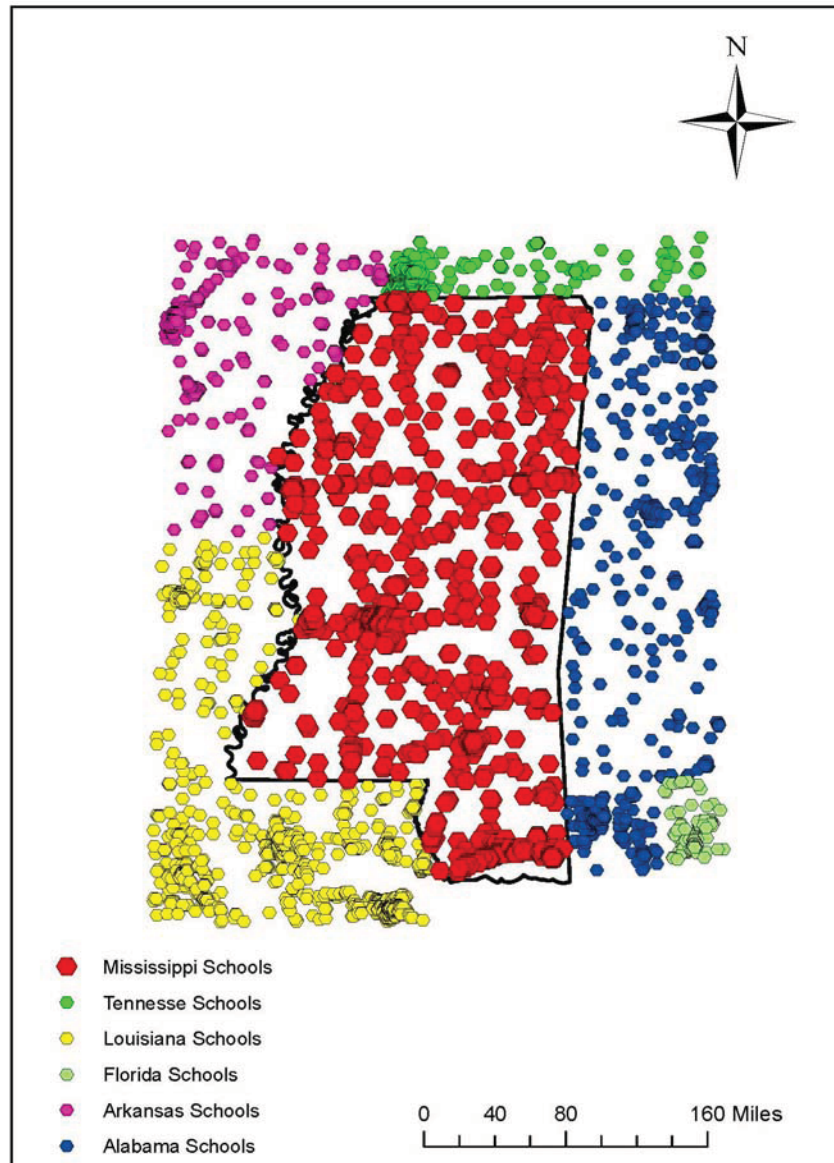 N
Mississippi Schools
Tennesse Schools
Louisiana Schools
Florida Schools
Arkansas Schools
Alabama Schools
0 40 80 160 Miles